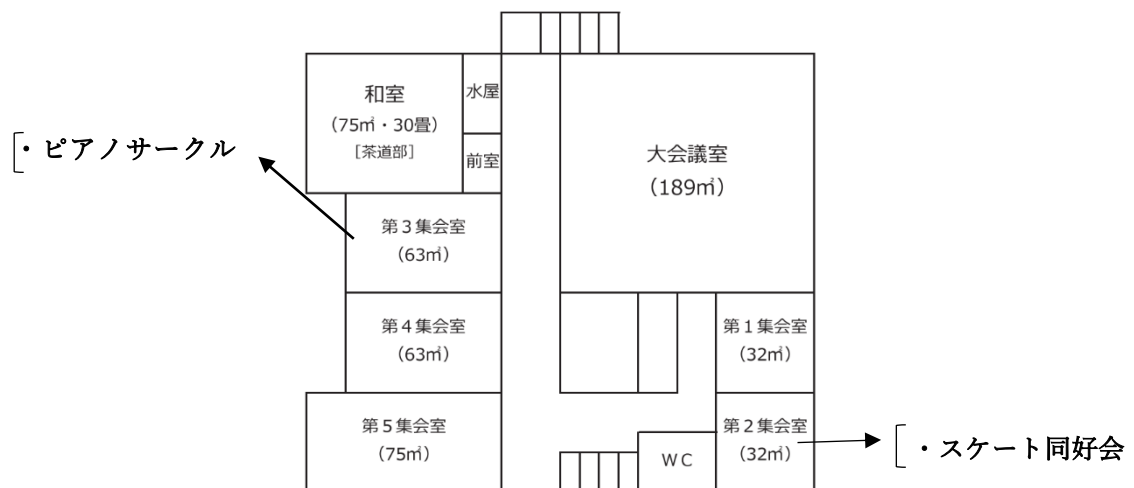 和室
(75㎡・30畳)
[茶道部]
水屋
前室
大会議室
(189㎡)
・ピアノサークル
第3集会室
(63㎡)
第4集会室
(63㎡)
第1集会室
(32㎡)
第5集会室
(75㎡)
第2集会室
(32㎡)
WC
・スケート同好会